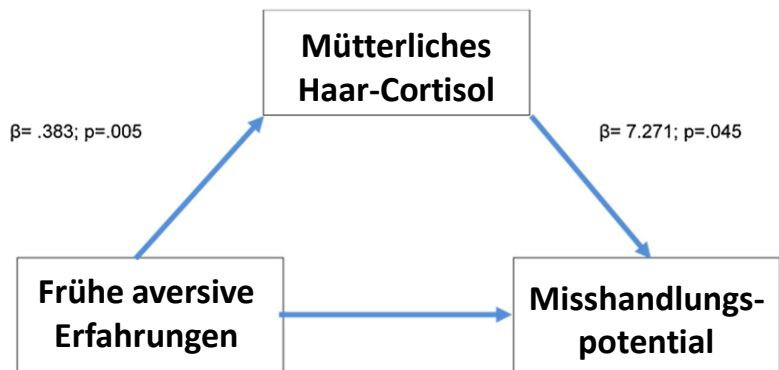 Mütterliches
Haar-Cortisol
β= .383; p=.005
β= 7.271; p=.045
Frühe aversive
Erfahrungen
Misshandlungs-
potential